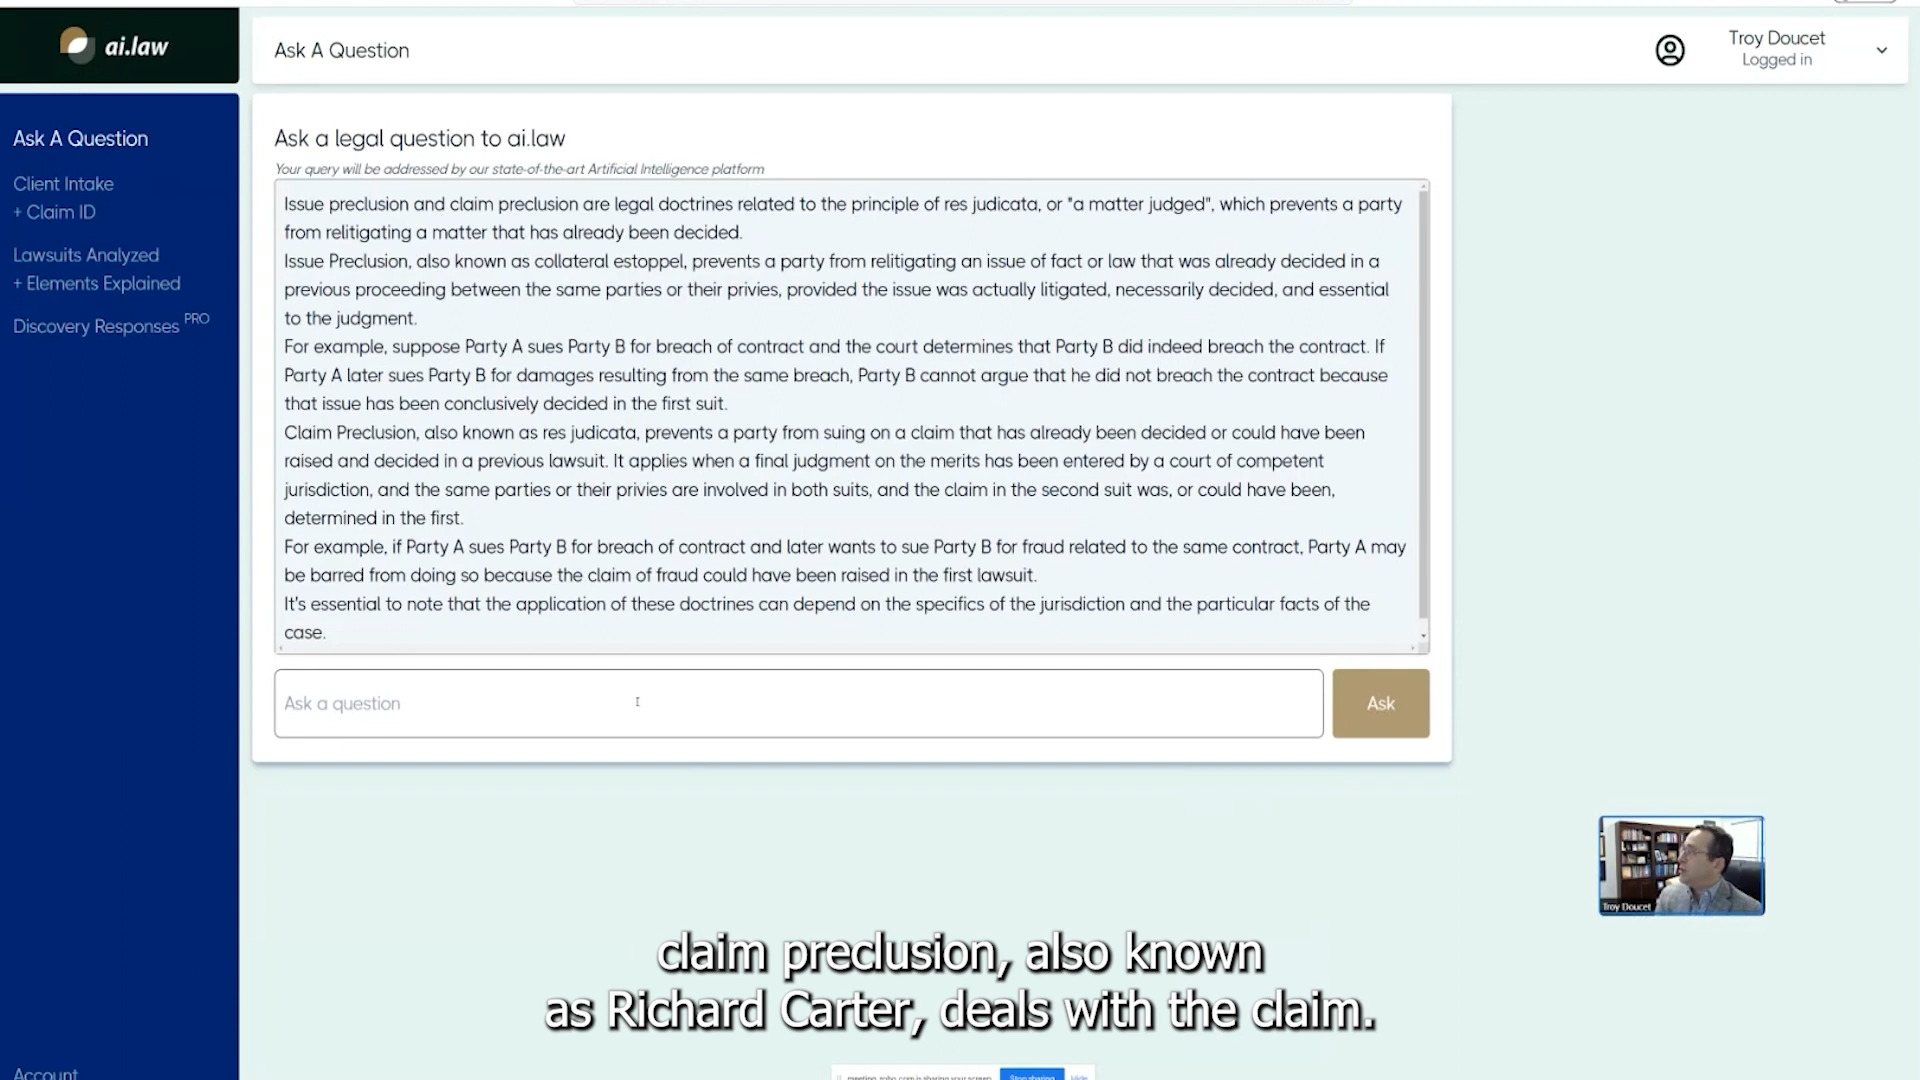 ai.law
Ask A Question
Troy Doucet
Logged in
Ask A Question
Client Intake
+ Claim ID
Lawsuits Analyzed
+ Elements Explained
Discovery Responses PRO
Account
Ask a legal question to ai.law
Your query will be addressed by our state-of-the-art Artificial Intelligence platform
Issue preclusion and claim preclusion are legal doctrines related to the principle of res judicata, or "a matter judged", which prevents a party
from relitigating a matter that has already been decided.
Issue Preclusion, also known as collateral estoppel, prevents a party from relitigating an issue of fact or law that was already decided in a
previous proceeding between the same parties or their privies, provided the issue was actually litigated, necessarily decided, and essential
to the judgment.
For example, suppose Party A sues Party B for breach of contract and the court determines that Party B did indeed breach the contract. If
Party A later sues Party B for damages resulting from the same breach, Party B cannot argue that he did not breach the contract because
that issue has been conclusively decided in the first suit.
Claim Preclusion, also known as res judicata, prevents a party from suing on a claim that has already been decided or could have been
raised and decided in a previous lawsuit. It applies when a final judgment on the merits has been entered by a court of competent
jurisdiction, and the same parties or their privies are involved in both suits, and the claim in the second suit was, or could have been,
determined in the first.
For example, if Party A sues Party B for breach of contract and later wants to sue Party B for fraud related to the same contract, Party A may
be barred from doing so because the claim of fraud could have been raised in the first lawsuit.
It's essential to note that the application of these doctrines can depend on the specifics of the jurisdiction and the particular facts of the
case.
Ask a question
Ask
Troy Doucet
claim preclusion, also known
as Richard Carter, deals with the claim.
meeting.zoho.com is sharing your screen.
Stop sharing
Hide